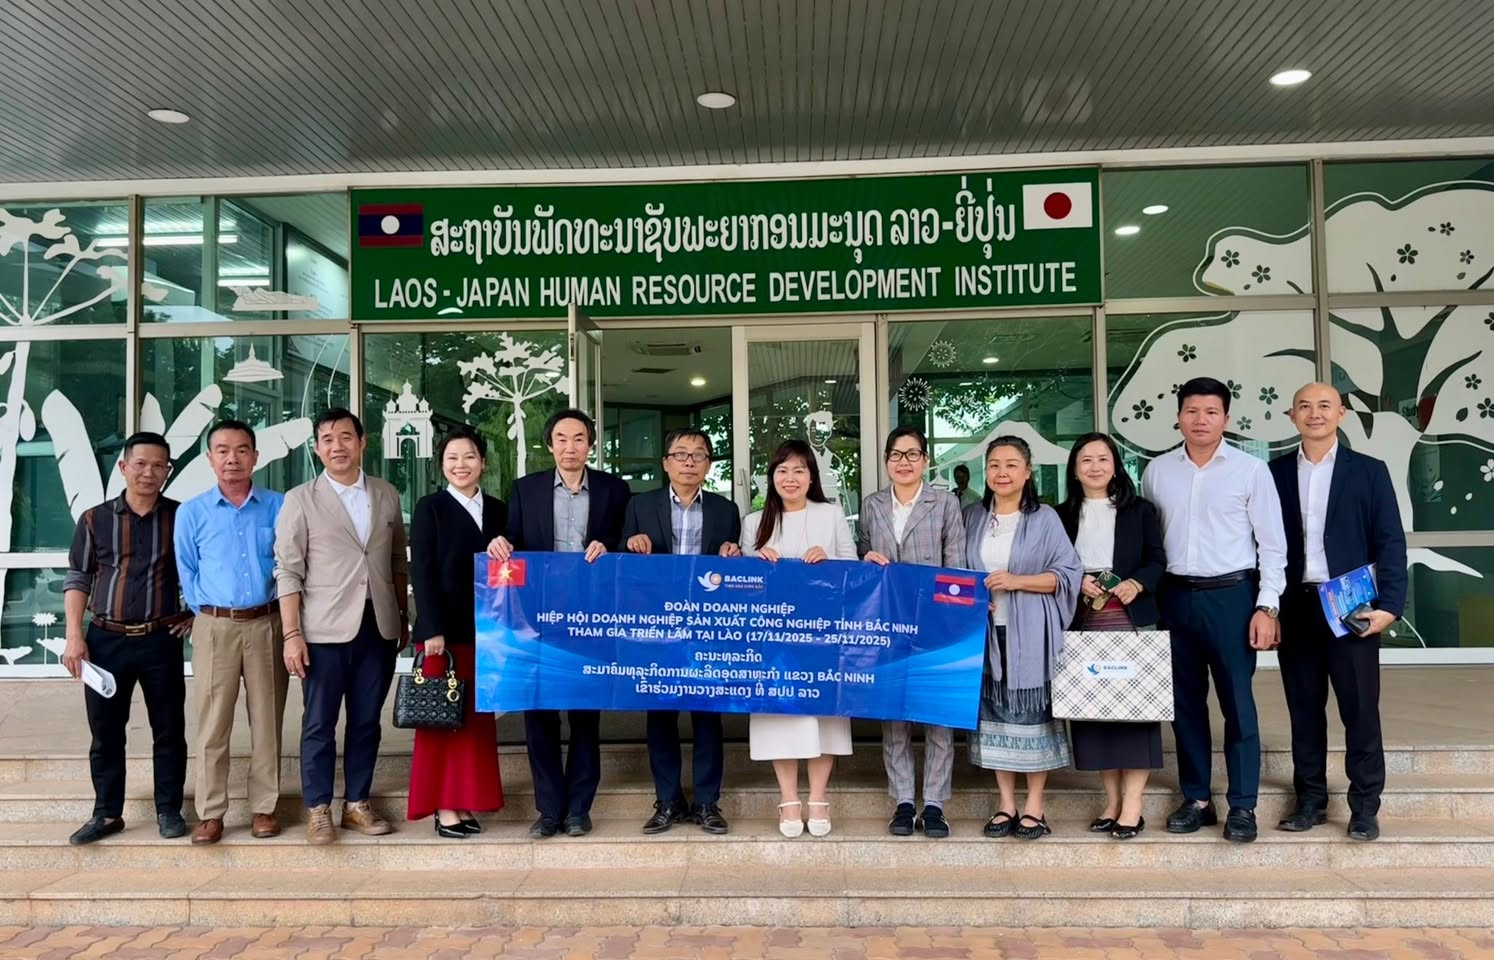 ສະຖາບັນພັດທະນາຊັບພະຍາກອນມະນຸດ ລາວ-ຍີ່ປຸ່ນ
LAOS - JAPAN HUMAN RESOURCE DEVELOPMENT INSTITUTE
BACLINK
TINH HOA KINH BẮC
ĐOÀN DOANH NGHIỆP
HIỆP HỘI DOANH NGHIỆP SẢN XUẤT CÔNG NGHIỆP TỈNH BẮC NINH
THAM GIA TRIỂN LÃM TẠI LÀO (17/11/2025 - 25/11/2025)
ຄະນະທຸລະກິດ
ສະມາຄົມທຸລະກິດການຜະລິດອຸດສາຫະກຳ ແຂວງ BẮC NINH
ເຂົ້າຮ່ວມງານວາງສະແດງ ທີ່ ສປປ ລາວ
BACLINK